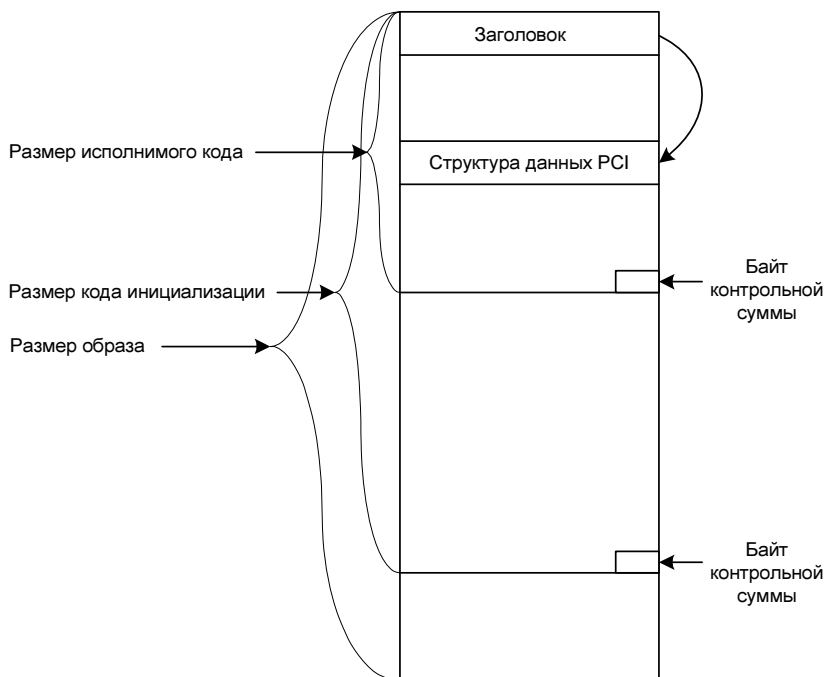 Заголовок
Размер исполнимого кода
Структура данных PCI
Размер кода инициализации
Байт
контрольной
суммы
Размер образа
Байт
контрольной
суммы